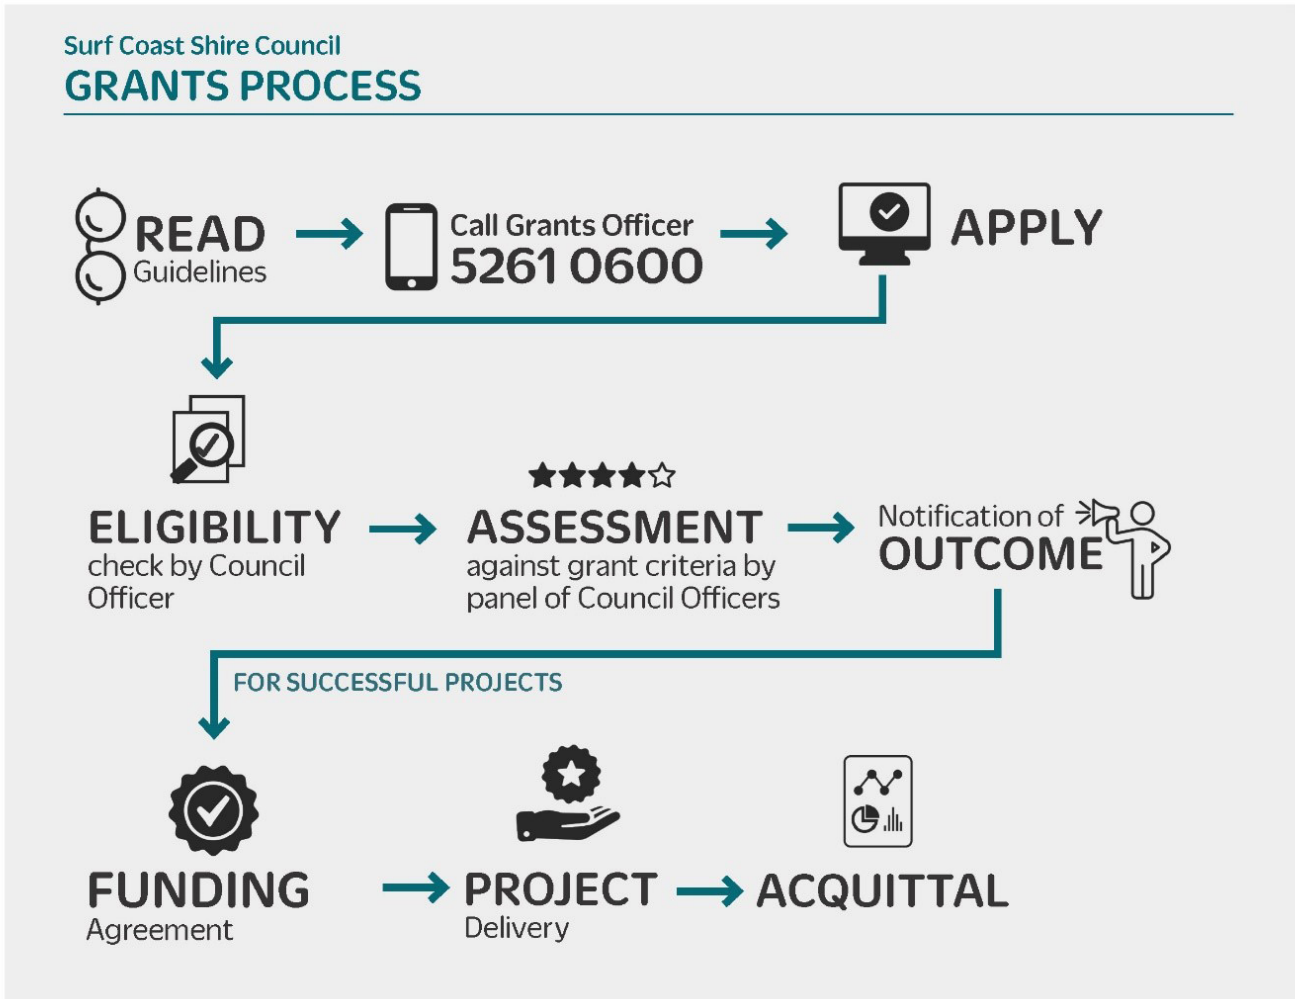 Surf Coast Shire Council
GRANTS PROCESS
READ
Guidelines
Call Grants Officer
5261 0600
APPLY
ELIGIBILITY
check by Council
Officer
ASSESSMENT
against grant criteria by
panel of Council Officers
Notification of
OUTCOME
FOR SUCCESSFUL PROJECTS
FUNDING
Agreement
PROJECT
Delivery
ACQUITTAL